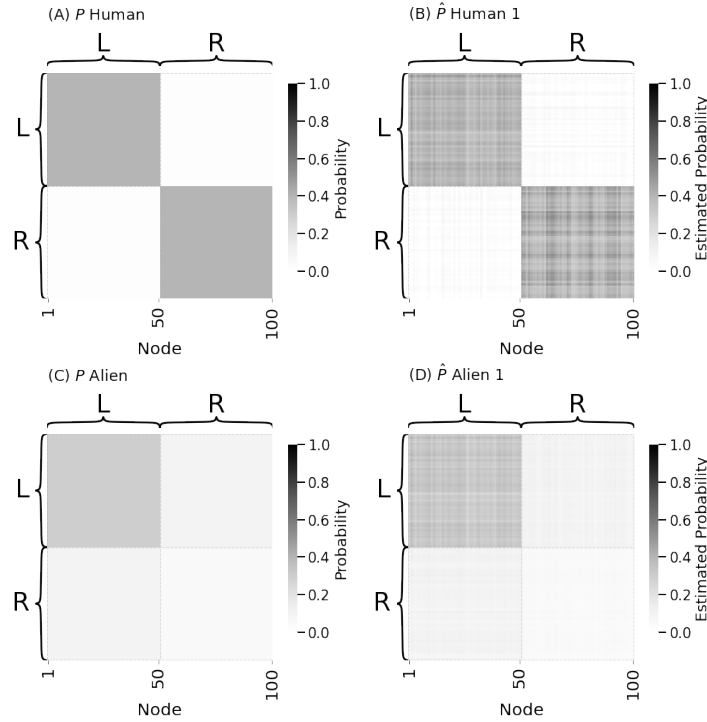 (A) P Human
L
R
L
R
1.0
0.8
0.6
0.4
0.2
0.0
Probability
1
50
100
Node
(B) P̂ Human 1
L
R
L
R
1.0
0.8
0.6
0.4
0.2
0.0
Estimated Probability
1
50
100
Node
(C) P Alien
L
R
L
R
1.0
0.8
0.6
0.4
0.2
0.0
Probability
1
50
100
Node
(D) P̂ Alien 1
L
R
L
R
1.0
0.8
0.6
0.4
0.2
0.0
Estimated Probability
1
50
100
Node